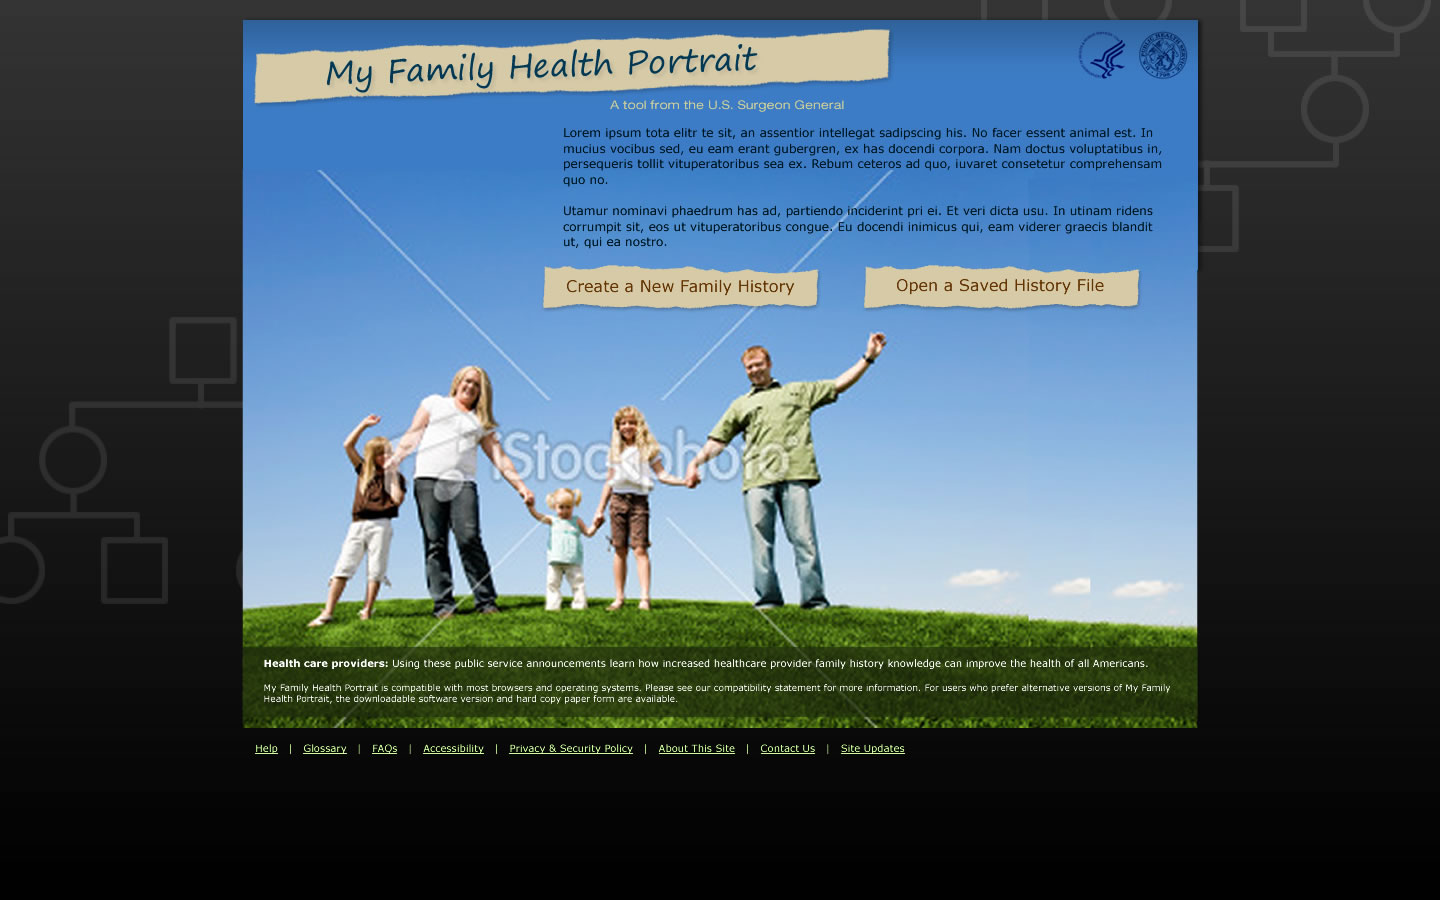 My Family Health Portrait
A tool from the U.S. Surgeon General
Lorem ipsum tota elitr te sit, an assentior intellegat sadipscing his. No facer essent animal est. In
mucius vocibus sed, eu eam erant gubergren, ex has docendi corpora. Nam doctus voluptatibus in,
persequeris tollit vituperatoribus sea ex. Rebum ceteros ad quo, iuvaret consetetur comprehensam
quo no.
Utamur nominavi phaedrum has ad, partiendo inciderint pri ei. Et veri dicta usu. In utinam ridens
corrumpit sit, eos ut vituperatoribus congue. Eu docendi inimicus qui, eam viderer graecis blandit
ut, qui ea nostro.
Create a New Family History
Open a Saved History File
iStockphoto
Health care providers: Using these public service announcements learn how increased healthcare provider family history knowledge can improve the health of all Americans.
My Family Health Portrait is compatible with most browsers and operating systems. Please see our compatibility statement for more information. For users who prefer alternative versions of My Family
Health Portrait, the downloadable software version and hard copy paper form are available.
Help | Glossary | FAQs | Accessibility | Privacy & Security Policy | About This Site | Contact Us | Site Updates